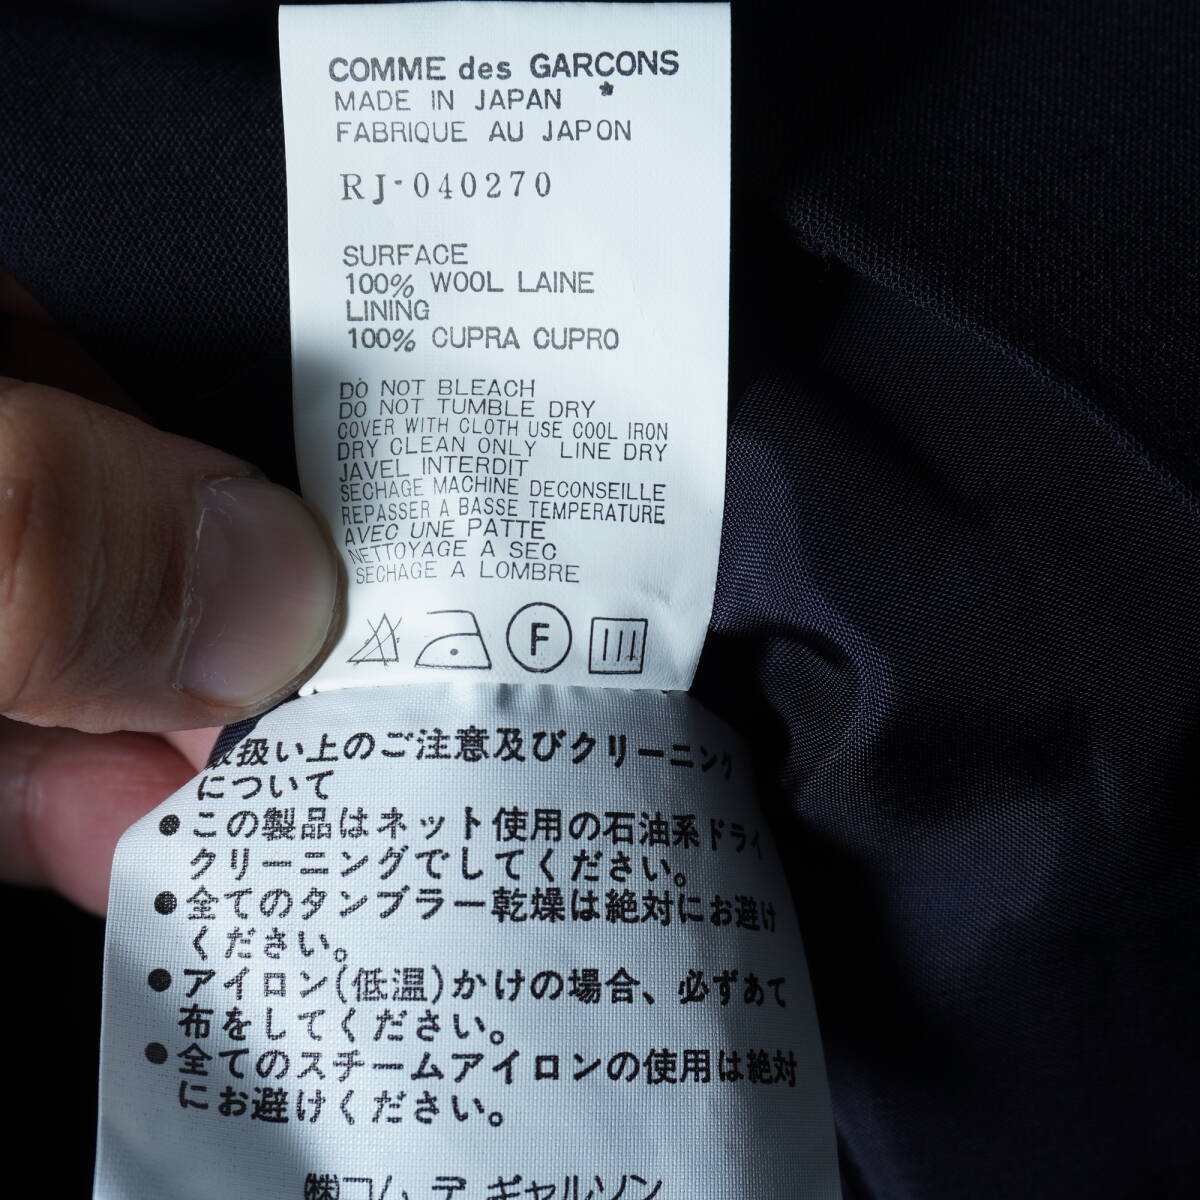 COMME des GARCONS
MADE IN JAPAN *
FABRIQUE AU JAPON
RJ-040270
SURFACE
100% WOOL LAINE
LINING
100% CUPRA CUPRO
DO NOT BLEACH
DO NOT TUMBLE DRY
COVER WITH CLOTH USE COOL IRON
DRY CLEAN ONLY LINE DRY
JAVEL INTERDIT
SECHAGE MACHINE DECONSEILLE
REPASSER A BASSE TEMPERATURE
AVEC UNE PATTE
NETTOYAGE A SEC
SECHAGE A LOMBRE
F
取扱い上のご注意及びクリーニング
について
●この製品はネット使用の石油系ドライ
クリーニングでしてください。
●全てのタンブラー乾燥は絶対にお避け
ください。
●アイロン(低温)かけの場合、必ずあて
布をしてください。
●全てのスチームアイロンの使用は絶対
にお避けください。
㈱コム デ ギャルソン